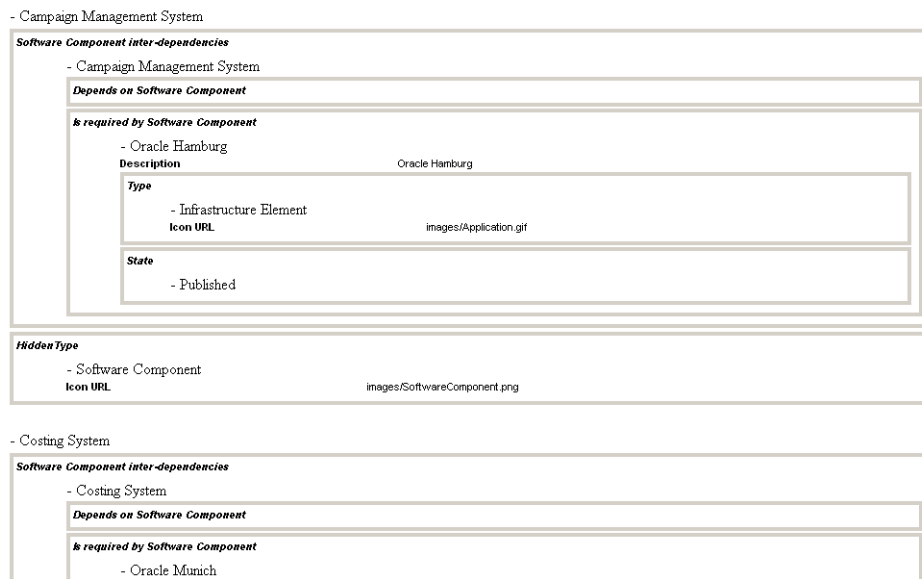 - Campaign Management System
Software Component inter-dependencies
- Campaign Management System
Depends on Software Component
Is required by Software Component
- Oracle Hamburg
Description Oracle Hamburg
Type
- Infrastructure Element
Icon URL images/Application.gif
State
- Published
HiddenType
- Software Component
Icon URL images/SoftwareComponent.png
- Costing System
Software Component inter-dependencies
- Costing System
Depends on Software Component
Is required by Software Component
- Oracle Munich